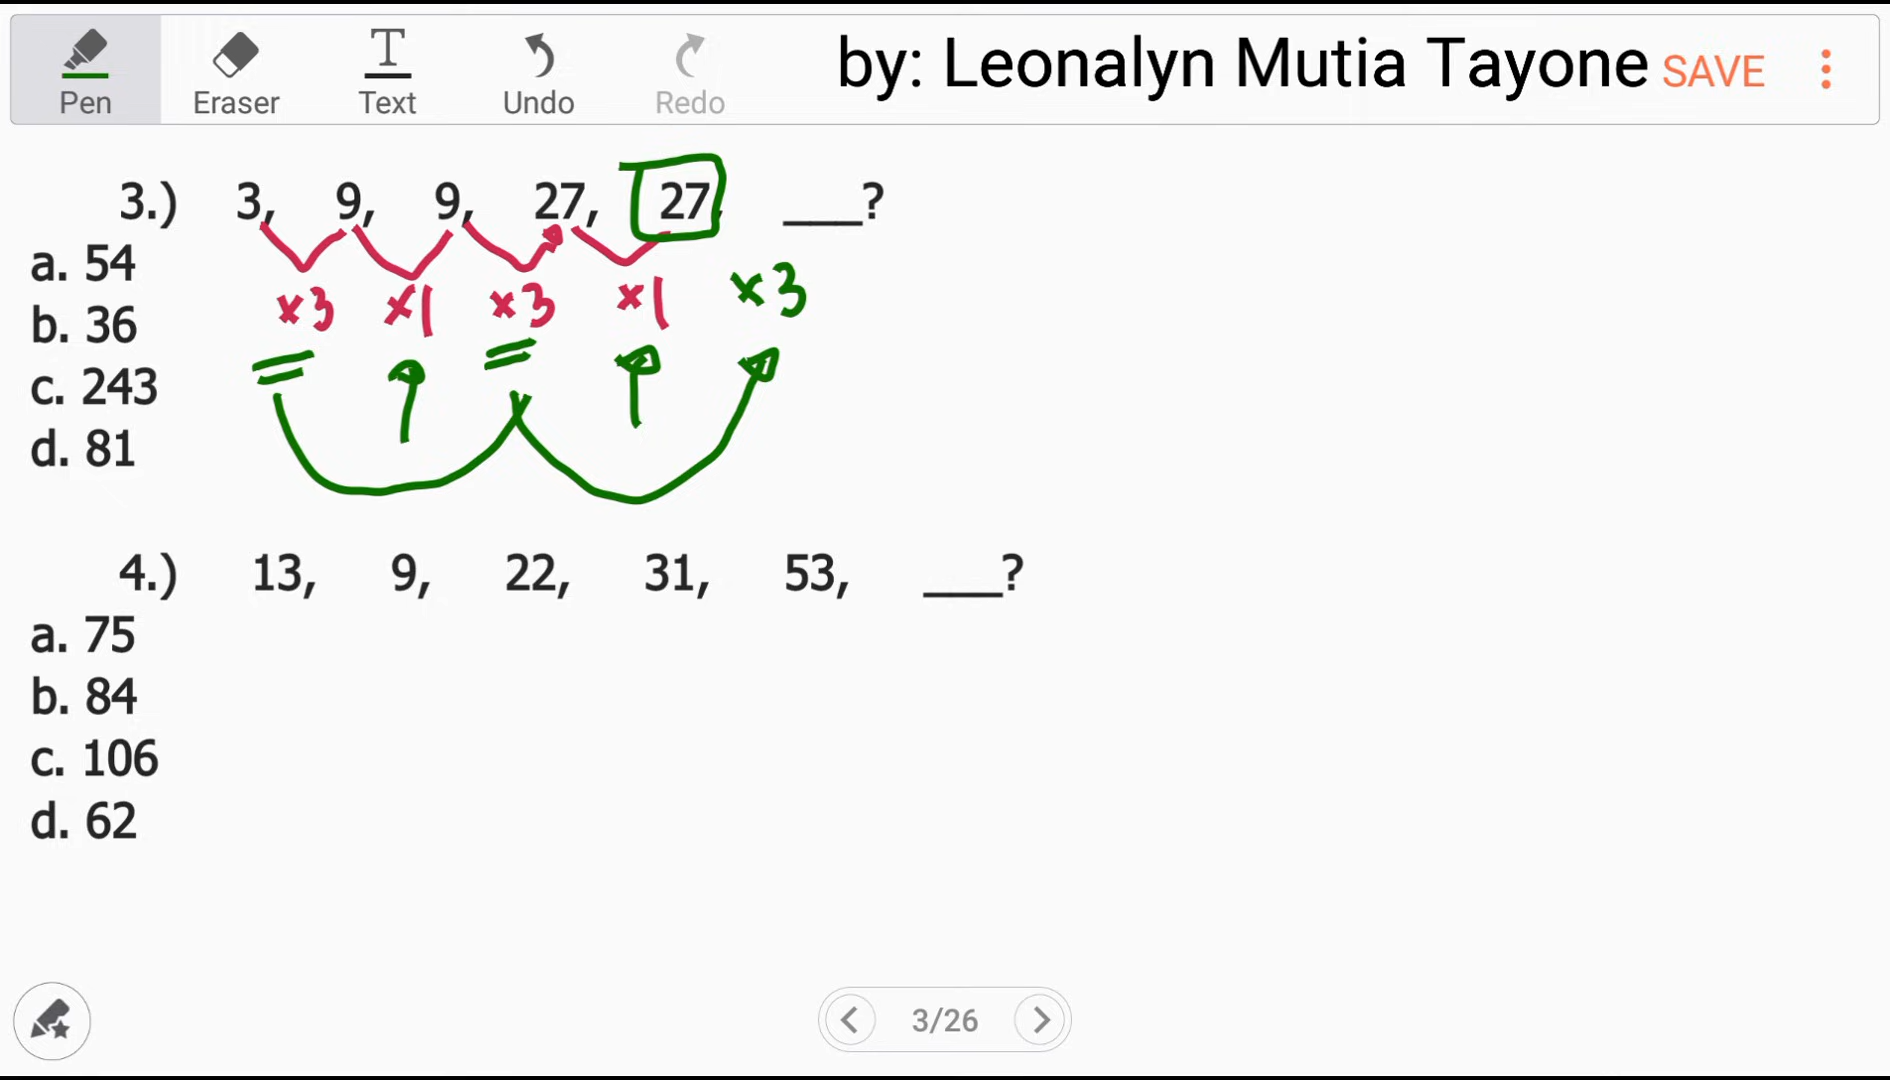 Pen Eraser Text Undo Redo by: Leonalyn Mutia Tayone SAVE
3.) 3, 9, 9, 27, 27, ___?
×3 ×1 ×3 ×1 ×3
a. 54
b. 36
c. 243
d. 81
4.) 13, 9, 22, 31, 53, ___?
a. 75
b. 84
c. 106
d. 62
3/26